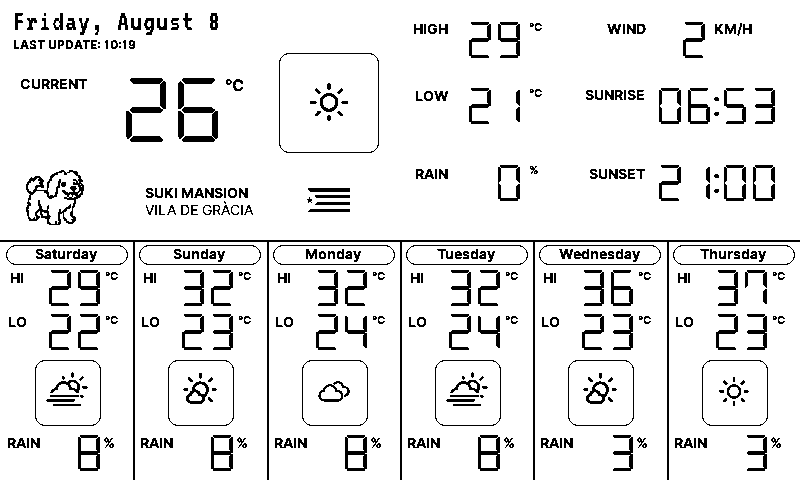 Friday, August 8
LAST UPDATE: 10:19
CURRENT 26 °C
HIGH 29 °C
WIND 2 KM/H
LOW 21 °C
SUNRISE 06:53
RAIN 0 %
SUNSET 21:00
SUKI MANSION
VILA DE GRÀCIA
Saturday
HI 29 °C
LO 22 °C
RAIN 8 %
Sunday
HI 32 °C
LO 23 °C
RAIN 8 %
Monday
HI 32 °C
LO 24 °C
RAIN 8 %
Tuesday
HI 32 °C
LO 24 °C
RAIN 8 %
Wednesday
HI 36 °C
LO 23 °C
RAIN 3 %
Thursday
HI 37 °C
LO 23 °C
RAIN 3 %